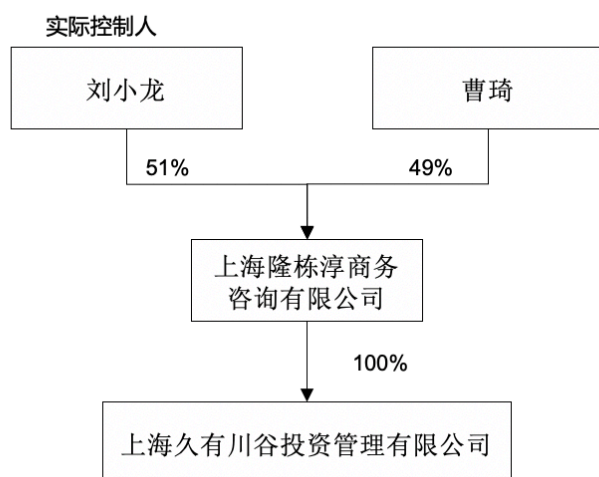 实际控制人
刘小龙
曹琦
51%
49%
上海隆栋淳商务
咨询有限公司
100%
上海久有川谷投资管理有限公司